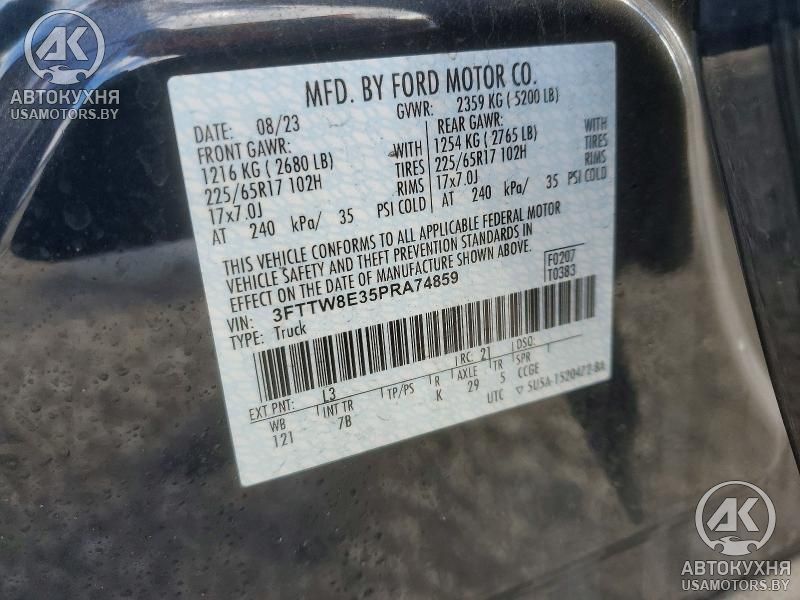 AK
АВТОКУХНЯ
USAMOTORS.BY
MFD. BY FORD MOTOR CO.
DATE: 08/23 GVWR: 2359 KG ( 5200 LB)
FRONT GAWR: REAR GAWR:
1216 KG (2680 LB) WITH 1254 KG (2765 LB) WITH
225/65R17 102H TIRES 225/65R17 102H TIRES
17x7.0J RIMS 17x7.0J RIMS
AT 240 kPa/ 35 PSI COLD AT 240 kPa/ 35 PSI COLD
THIS VEHICLE CONFORMS TO ALL APPLICABLE FEDERAL MOTOR
VEHICLE SAFETY AND THEFT PREVENTION STANDARDS IN
EFFECT ON THE DATE OF MANUFACTURE SHOWN ABOVE.
F0207
T0383
VIN: 3FTTW8E35PRA74859
TYPE: Truck
EXT PNT: L3 RC: 21 DSO:
WB INT TR TP/PS R AXLE TR SPR
121 7B K 29 5 CCGE
UTC ▽ 5U5A-1520472-BA
AK
АВТОКУХНЯ
USAMOTORS.BY